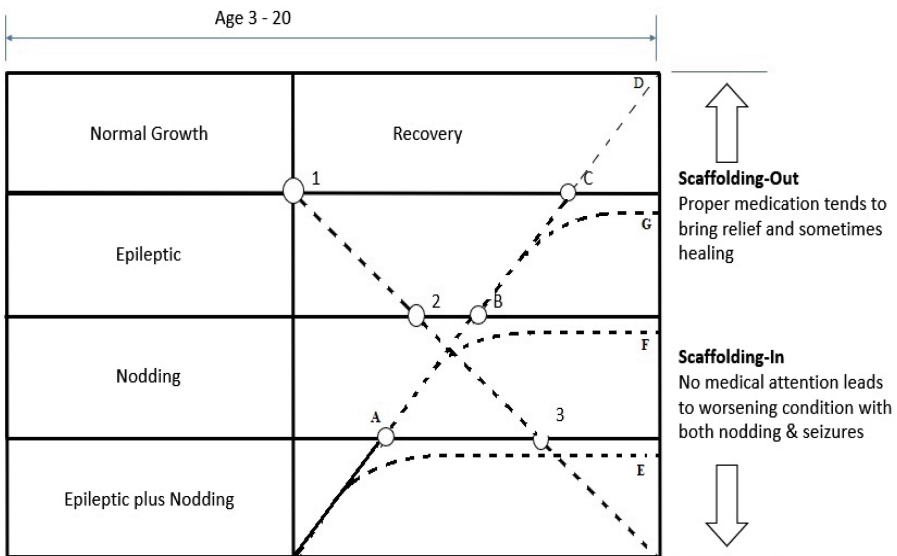 Age 3 - 20
D
Normal Growth
Recovery
1
C
Scaffolding-Out
Proper medication tends to
bring relief and sometimes
healing
G
Epileptic
2
B
F
Scaffolding-In
No medical attention leads
to worsening condition with
both nodding & seizures
Nodding
A
3
E
Epileptic plus Nodding